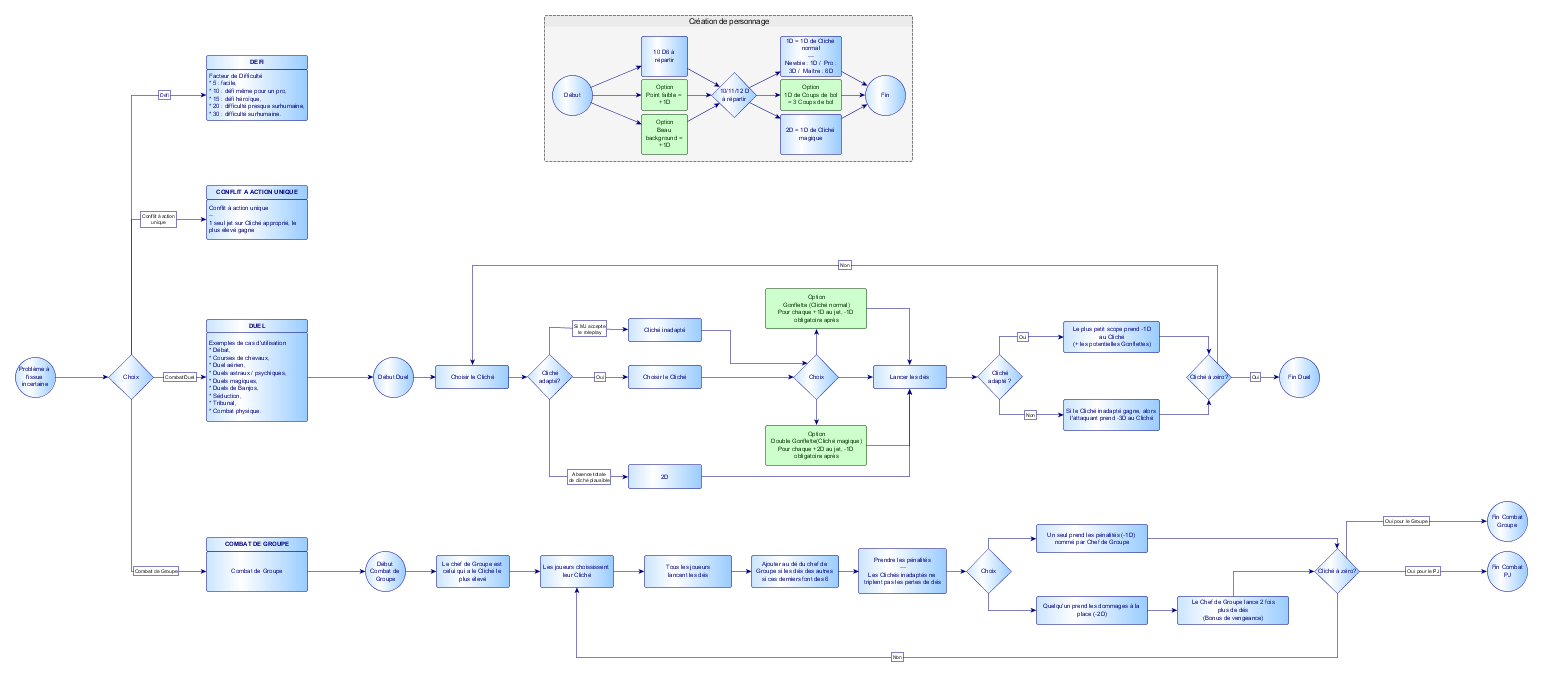 Création de personnage
Début
10 D6 à
répartir
Option
Point faible =
+1D
Option
Beau
background =
+1D
10/11/12 D
à répartir
1D = 1D de Cliché
normal
---
Newbie : 1D / Pro :
3D / Maître : 6D
Option
1D de Coups de bol
= 3 Coups de bol
2D = 1D de Cliché
magique
Fin
Problème à
l'issue
incertaine
Choix
Défi
DEFI
Facteur de Difficulté
* 5 : facile,
* 10 : défi même pour un pro,
* 15 : défi héroïque,
* 20 : difficulté presque surhumaine,
* 30 : difficulté surhumaine.
Conflit à action
unique
CONFLIT A ACTION UNIQUE
Conflit à action unique
---
1 seul jet sur Cliché approprié, le
plus élevé gagne
Combat Duel
DUEL
Exemples de cas d'utilisation
* Débat,
* Courses de chevaux,
* Duel aérien,
* Duels astraux / psychiques,
* Duels magiques,
* Duels de Banjos,
* Séduction,
* Tribunal,
* Combat physique.
Début Duel
Choisir le Cliché
Cliché
adapté?
Si MJ accepte
le roleplay
Cliché inadapté
Oui
Choisir le Cliché
Absence totale
de cliché plausible
2D
Choix
Option
Gonflette (Cliché normal)
Pour chaque +1D au jet, -1D
obligatoire après
Option
Double Gonflette(Cliché magique)
Pour chaque +2D au jet, -1D
obligatoire après
Lancer les dés
Cliché
adapté ?
Oui
Le plus petit score prend -1D
au Cliché
(+ les potentielles Gonflettes)
Non
Si le Cliché inadapté gagne, alors
l'attaquant prend -3D au Cliché
Cliché à zéro?
Non
Oui
Fin Duel
Combat de Groupe
COMBAT DE GROUPE
Combat de Groupe
Début
Combat de
Groupe
Le chef de Groupe est
celui qui a le Cliché le
plus élevé
Les joueurs choisissent
leur Cliché
Tous les joueurs
lancent les dés
Ajouter au dé du chef de
Groupe si les dés des autres
si ces derniers font des 6
Prendre les pénalités
---
Les Clichés inadaptés ne
triplent pas les pertes de dés
Choix
Un seul prend les pénalités (-1D)
nommé par Chef de Groupe
Quelqu'un prend les dommages à la
place (-2D)
Le Chef de Groupe lance 2 fois
plus de dés
(Bonus de vengeance)
Cliché à zéro?
Oui pour le Groupe
Fin Combat
Groupe
Oui pour le PJ
Fin Combat
PJ
Non